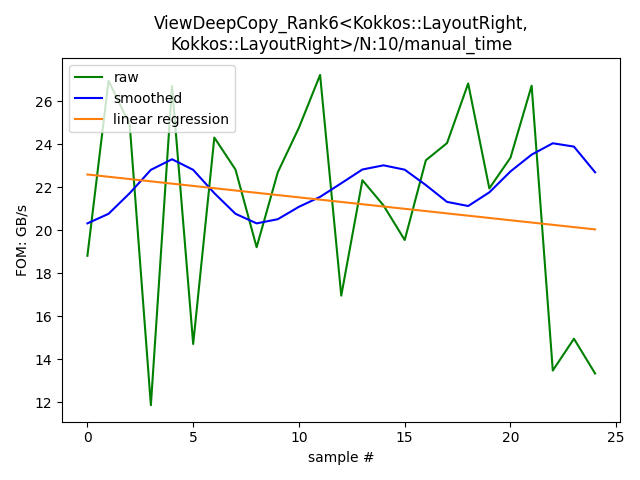 ViewDeepCopy_Rank6<Kokkos::LayoutRight,
Kokkos::LayoutRight>/N:10/manual_time
raw
smoothed
linear regression
FOM: GB/s
26
24
22
20
18
16
14
12
0
5
10
15
20
25
sample #